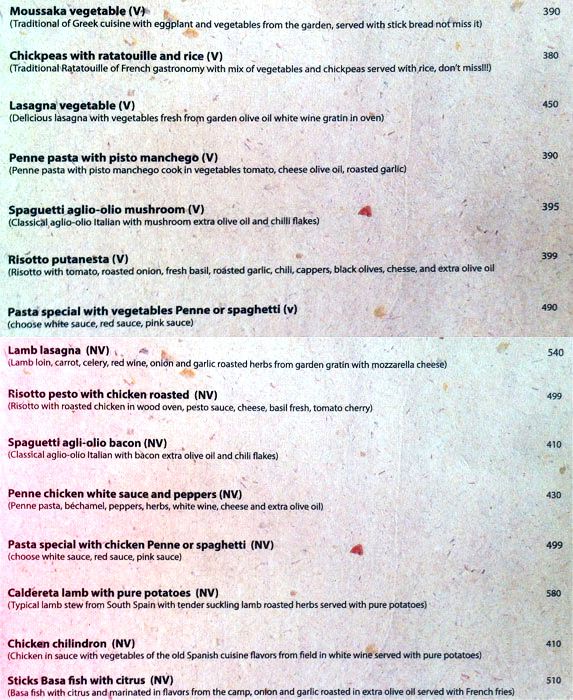 Moussaka vegetable (V) 390
(Traditional of Greek cuisine with eggplant and vegetables from the garden, served with stick bread not miss it)
Chickpeas with ratatouille and rice (V) 380
(Traditional Ratatouille of French gastronomy with mix of vegetables and chickpeas served with rice, don't miss!!!)
Lasagna vegetable (V) 450
(Delicious lasagna with vegetables fresh from garden olive oil white wine gratin in oven)
Penne pasta with pisto manchego (V) 390
(Penne pasta with pisto manchego cook in vegetables tomato, cheese olive oil, roasted garlic)
Spaguetti aglio-olio mushroom (V) 395
(Classical aglio-olio Italian with mushroom extra olive oil and chilli flakes)
Risotto putanesta (V) 399
(Risotto with tomato, roasted onion, fresh basil, roasted garlic, chili, cappers, black olives, chesse, and extra olive oil
Pasta special with vegetables Penne or spaghetti (v) 490
(choose white sauce, red sauce, pink sauce)
Lamb lasagna (NV) 540
(Lamb loin, carrot, celery, red wine, onion and garlic roasted herbs from garden gratin with mozzarella cheese)
Risotto pesto with chicken roasted (NV) 499
(Risotto with roasted chicken in wood oven, pesto sauce, cheese, basil fresh, tomato cherry)
Spaguetti agli-olio bacon (NV) 410
(Classical aglio-olio Italian with bacon extra olive oil and chili flakes)
Penne chicken white sauce and peppers (NV) 430
(Penne pasta, béchamel, peppers, herbs, white wine, cheese and extra olive oil)
Pasta special with chicken Penne or spaghetti (NV) 499
(choose white sauce, red sauce, pink sauce)
Caldereta lamb with pure potatoes (NV) 580
(Typical lamb stew from South Spain with tender suckling lamb roasted herbs served with pure potatoes)
Chicken chilindron (NV) 410
(Chicken in sauce with vegetables of the old Spanish cuisine flavors from field in white wine served with pure potatoes)
Sticks Basa fish with citrus (NV) 510
(Basa fish with citrus and marinated in flavors from the camp, onion and garlic roasted in extra olive oil served with French fries)